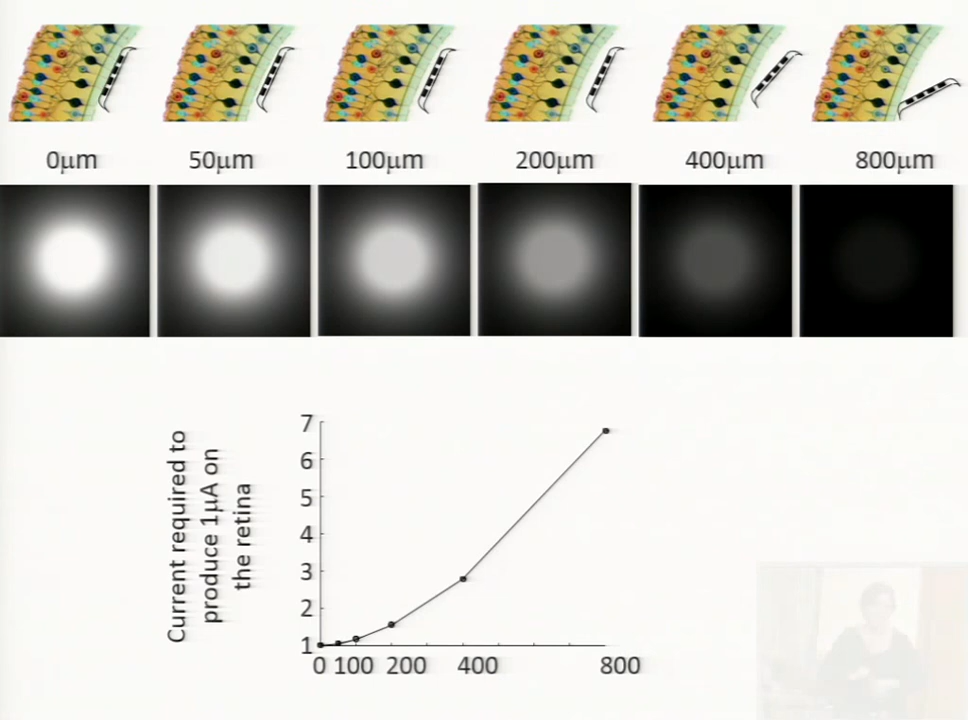 0μm 50μm 100μm 200μm 400μm 800μm
Current required to
produce 1μA on
the retina
7
6
5
4
3
2
1
0 100 200 400 800